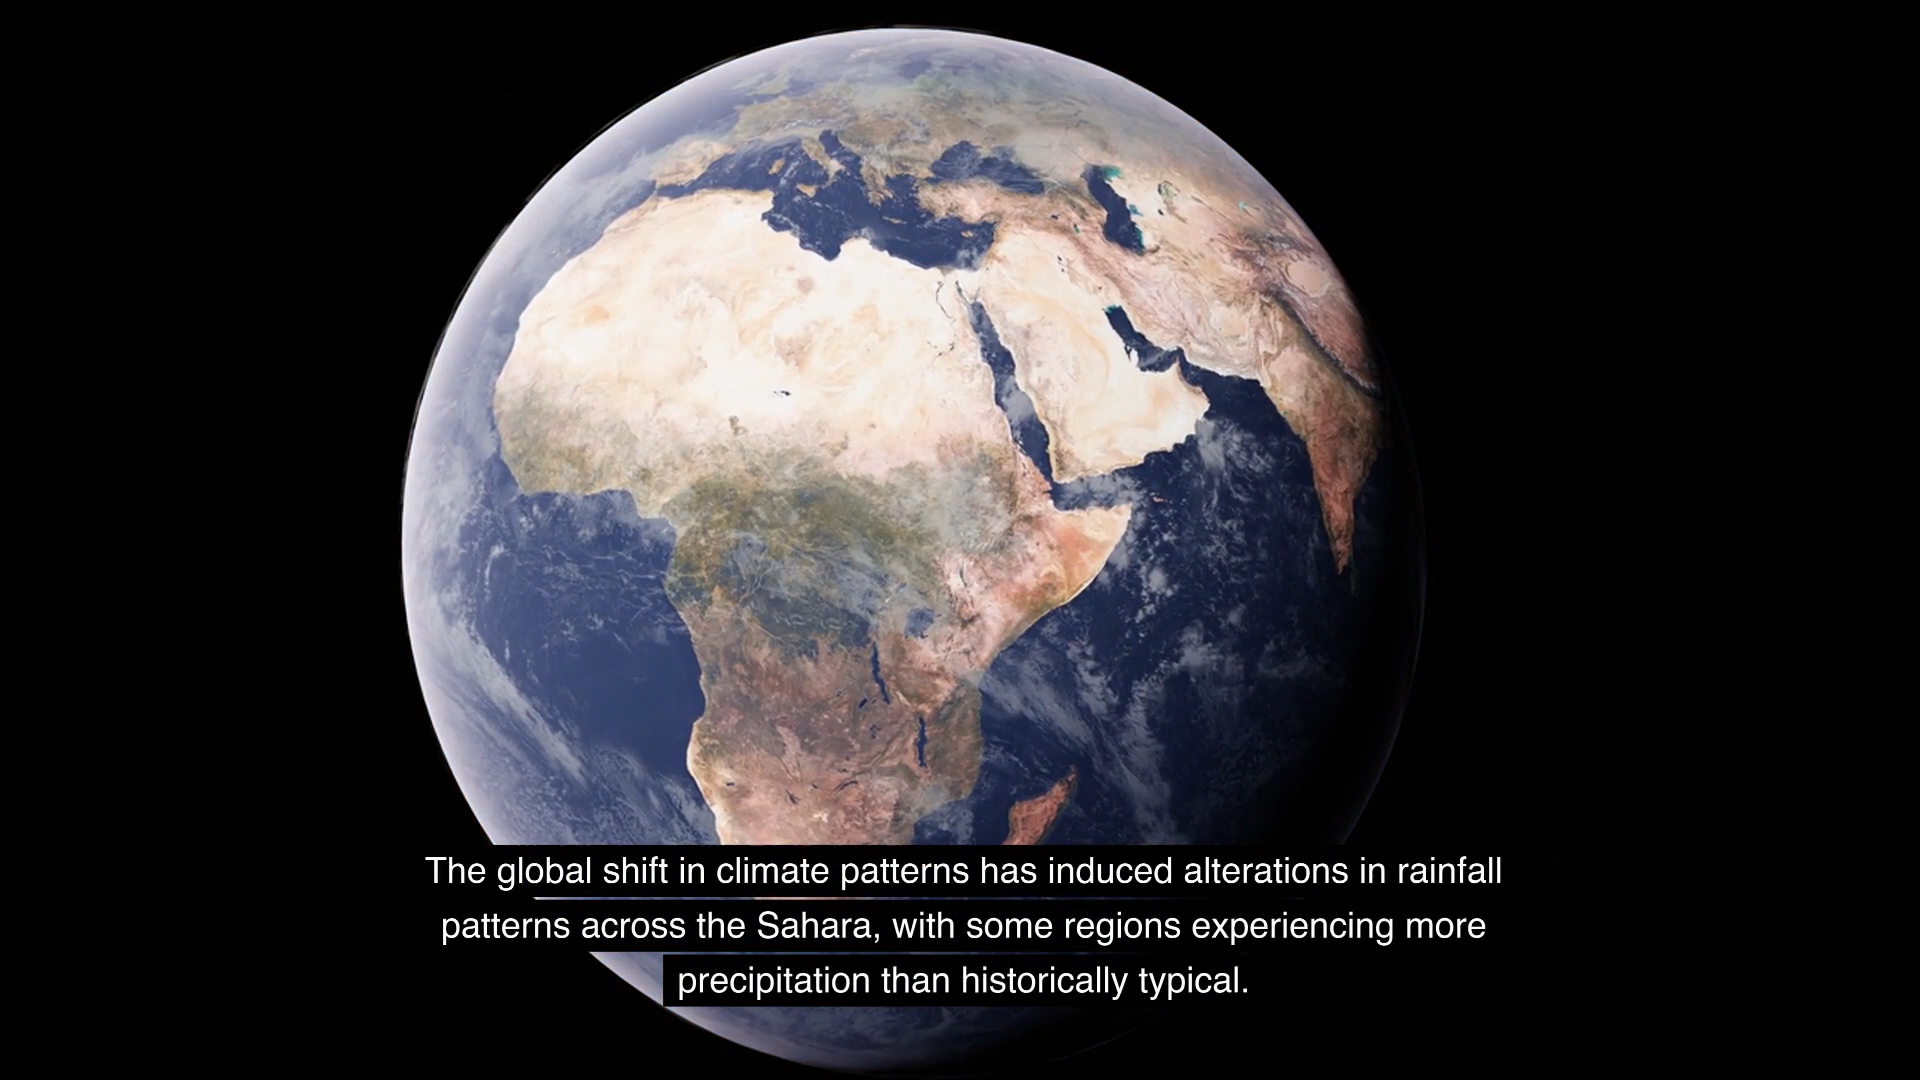 The global shift in climate patterns has induced alterations in rainfall
patterns across the Sahara, with some regions experiencing more
precipitation than historically typical.